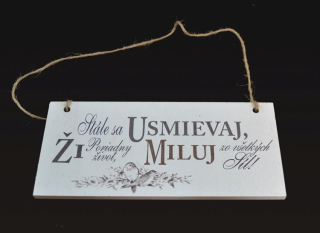 Stále sa USMIEVAJ,
ŽI Poriadny život, MILUJ zo všetkých
Síl!